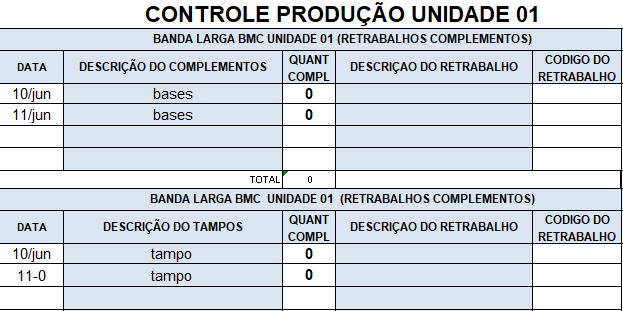 CONTROLE PRODUÇÃO UNIDADE 01
BANDA LARGA BMC UNIDADE 01 (RETRABALHOS COMPLEMENTOS)
DATA DESCRIÇÃO DO COMPLEMENTOS QUANT COMPL DESCRIÇAO DO RETRABALHO CODIGO DO RETRABALHO
10/jun bases 0
11/jun bases 0
TOTAL 0
BANDA LARGA BMC UNIDADE 01 (RETRABALHOS COMPLEMENTOS)
DATA DESCRIÇÃO DO TAMPOS QUANT COMPL DESCRIÇAO DO RETRABALHO CODIGO DO RETRABALHO
10/jun tampo 0
11-0 tampo 0